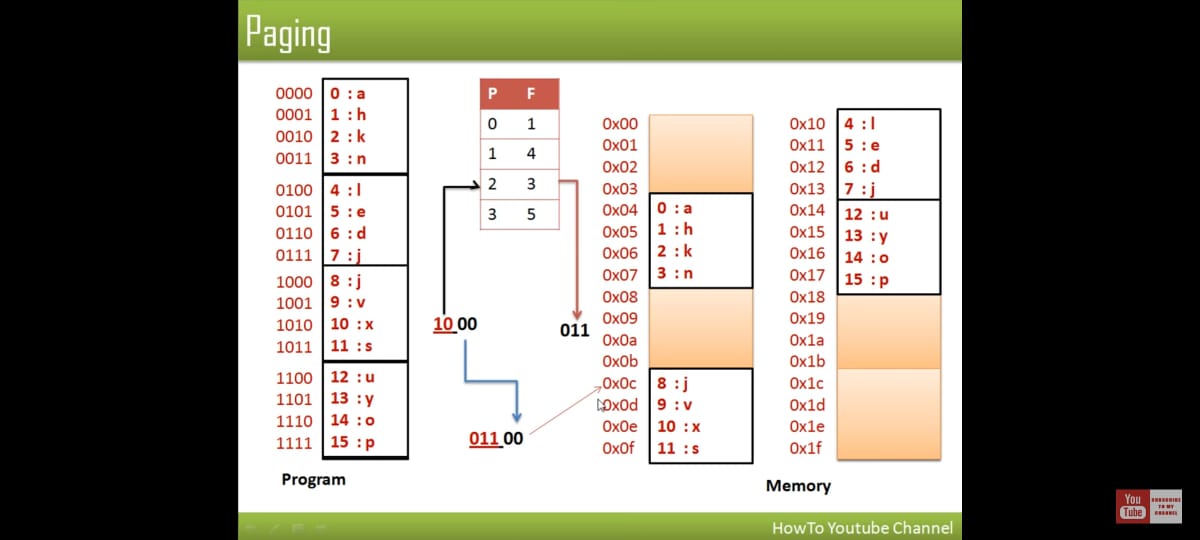 Paging
0000 0 : a
0001 1 : h
0010 2 : k
0011 3 : n
0100 4 : l
0101 5 : e
0110 6 : d
0111 7 : j
1000 8 : j
1001 9 : v
1010 10 : x
1011 11 : s
1100 12 : u
1101 13 : y
1110 14 : o
1111 15 : p
Program
P F
0 1
1 4
2 3
3 5
10 00
011
011 00
0x00
0x01
0x02
0x03
0x04 0 : a
0x05 1 : h
0x06 2 : k
0x07 3 : n
0x08
0x09
0x0a
0x0b
0x0c 8 : j
0x0d 9 : v
0x0e 10 : x
0x0f 11 : s
0x10 4 : l
0x11 5 : e
0x12 6 : d
0x13 7 : j
0x14 12 : u
0x15 13 : y
0x16 14 : o
0x17 15 : p
0x18
0x19
0x1a
0x1b
0x1c
0x1d
0x1e
0x1f
Memory
HowTo Youtube Channel
You
Tube
SUBSCRIBE
TO MY
CHANNEL